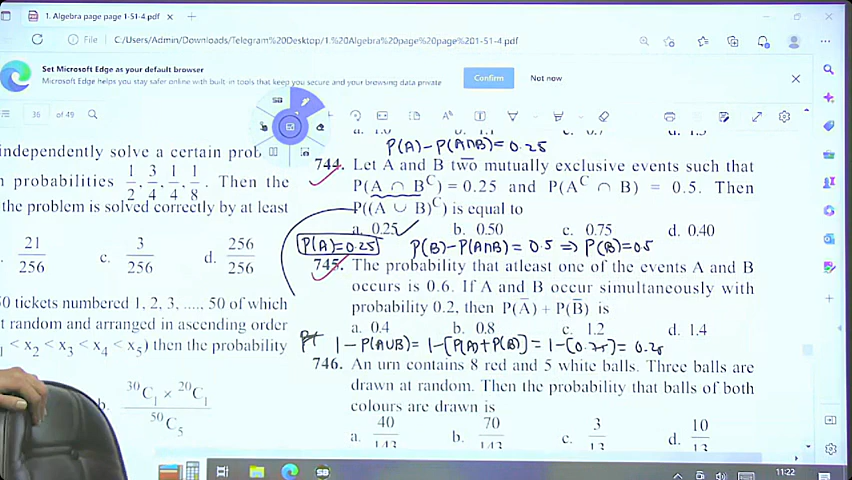 1. Algebra page page-1-51-4.pdf
File C:/Users/Admin/Downloads/Telegram%20Desktop/1.%20Algebra%20page%20page%201-51-4.pdf
Set Microsoft Edge as your default browser
Microsoft Edge helps you stay safer online with built-in tools that keep you secure and your browsing data private
Confirm Not now
36 of 49
independently solve a certain prob
probabilities 1/2, 3/4, 1/4, 1/8. Then the
the problem is solved correctly by at least
21/256 c. 3/256 d. 256/256
0 tickets numbered 1, 2, 3, ...., 50 of which
t random and arranged in ascending order
< x₂ < x₃ < x₄ < x₅) then the probability
b. ³⁰C₁ × ²⁰C₁ / ⁵⁰C₅
P(A) - P(A∩B) = 0.25
744. Let A and B two mutually exclusive events such that
P(A ∩ Bᶜ) = 0.25 and P(Aᶜ ∩ B) = 0.5. Then
P((A ∪ B)ᶜ) is equal to
a. 0.25 b. 0.50 c. 0.75 d. 0.40
P(A) = 0.25 P(B) - P(A∩B) = 0.5 ⇒ P(B) = 0.5
745. The probability that atleast one of the events A and B
occurs is 0.6. If A and B occur simultaneously with
probability 0.2, then P(A̅) + P(B̅) is
a. 0.4 b. 0.8 c. 1.2 d. 1.4
1 - P(A∪B) = 1 - [P(A) + P(B)] = 1 - [0.75] = 0.25
746. An urn contains 8 red and 5 white balls. Three balls are
drawn at random. Then the probability that balls of both
colours are drawn is
a. 40/143 b. 70/143 c. 3/13 d. 10/13
11:22